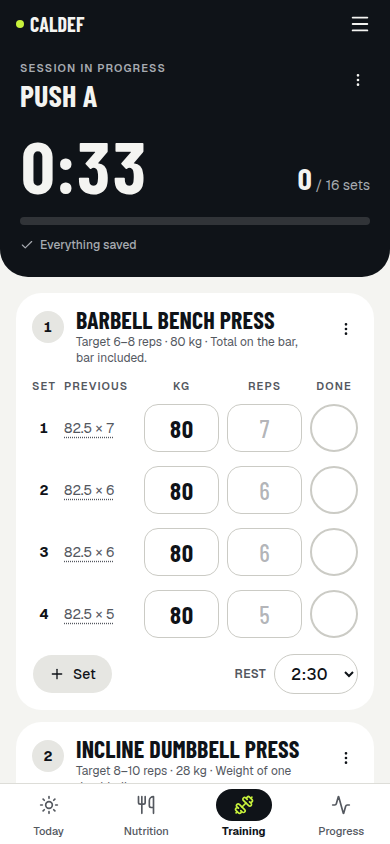 CALDEF
SESSION IN PROGRESS
PUSH A
0:33
0 / 16 sets
Everything saved
1 BARBELL BENCH PRESS
Target 6–8 reps · 80 kg · Total on the bar,
bar included.
SET PREVIOUS KG REPS DONE
1 82.5 × 7 80 7
2 82.5 × 6 80 6
3 82.5 × 6 80 6
4 82.5 × 5 80 5
+ Set REST 2:30
2 INCLINE DUMBBELL PRESS
Target 8–10 reps · 28 kg · Weight of one
Today Nutrition Training Progress